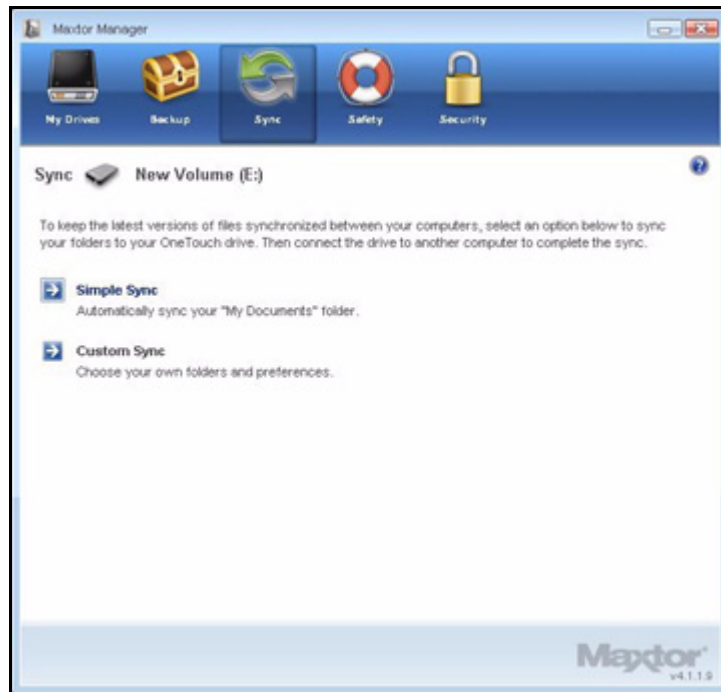 Maxtor Manager
My Drives Backup Sync Safety Security
Sync New Volume (E:)
To keep the latest versions of files synchronized between your computers, select an option below to sync
your folders to your OneTouch drive. Then connect the drive to another computer to complete the sync.
Simple Sync
Automatically sync your "My Documents" folder.
Custom Sync
Choose your own folders and preferences.
Maxtor
v4.1.1.9